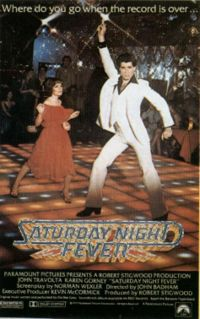 ...Where do you go when the record is over...
SATURDAY NIGHT
FEVER
PARAMOUNT PICTURES PRESENTS A ROBERT STIGWOOD PRODUCTION
JOHN TRAVOLTA KAREN GORNEY "SATURDAY NIGHT FEVER"
Screenplay by NORMAN WEXLER Directed by JOHN BADHAM
Executive Producer KEVIN McCORMICK Produced by ROBERT STIGWOOD